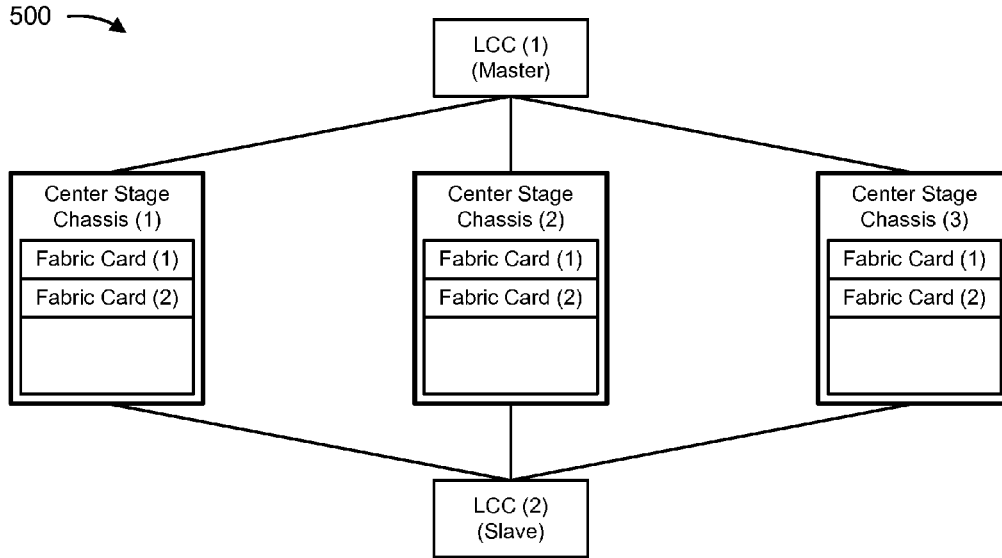 500
LCC (1)
(Master)
Center Stage
Chassis (1)
Fabric Card (1)
Fabric Card (2)
Center Stage
Chassis (2)
Fabric Card (1)
Fabric Card (2)
Center Stage
Chassis (3)
Fabric Card (1)
Fabric Card (2)
LCC (2)
(Slave)